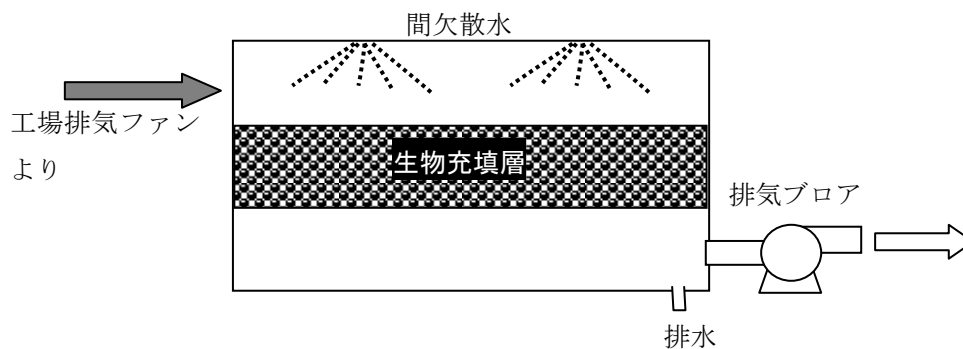 間欠散水
工場排気ファン
より
生物充填層
排気ブロア
排水